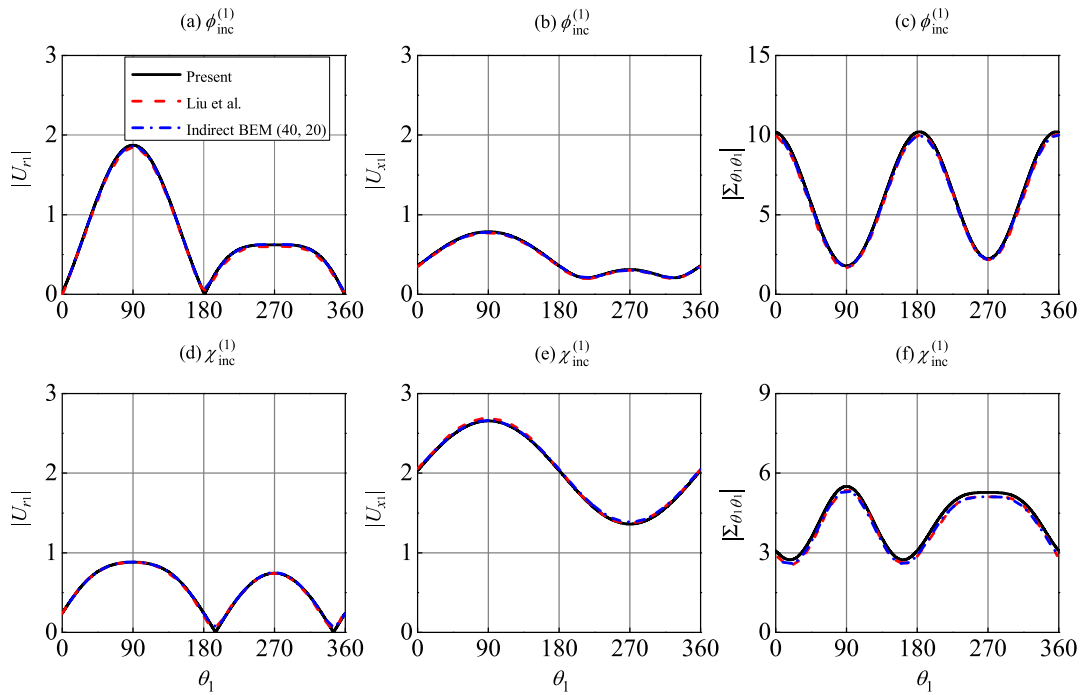 (a) ϕ_inc^(1)
3
2
1
0
|U_r1|
0 90 180 270 360
Present
Liu et al.
Indirect BEM (40, 20)
(b) ϕ_inc^(1)
3
2
1
0
|U_x1|
0 90 180 270 360
(c) ϕ_inc^(1)
15
10
5
0
|Σ_θ1θ1|
0 90 180 270 360
(d) χ_inc^(1)
3
2
1
0
|U_r1|
0 90 180 270 360
θ_1
(e) χ_inc^(1)
3
2
1
0
|U_x1|
0 90 180 270 360
θ_1
(f) χ_inc^(1)
9
6
3
0
|Σ_θ1θ1|
0 90 180 270 360
θ_1